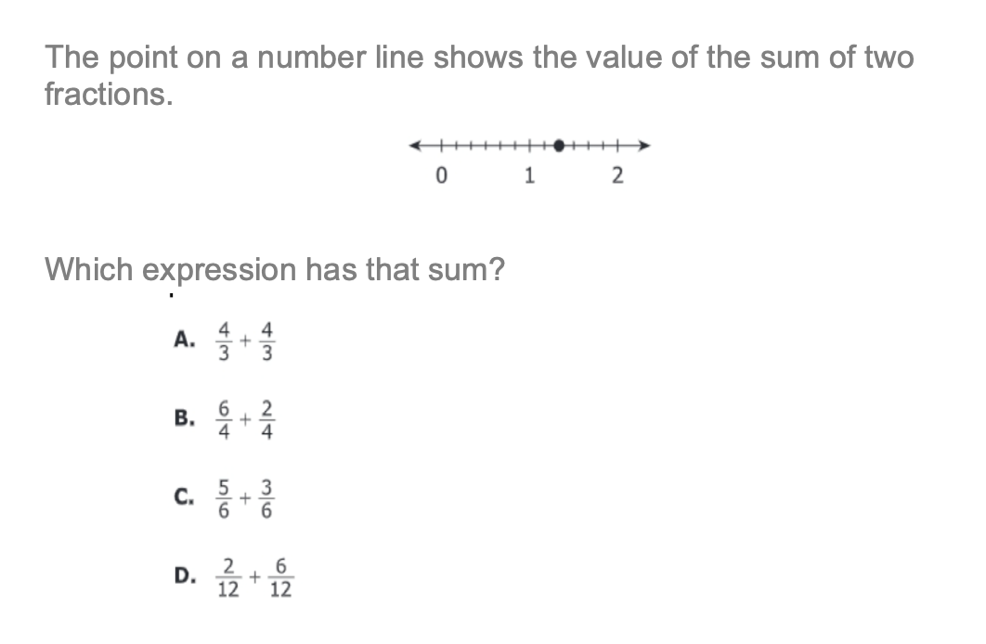 The point on a number line shows the value of the sum of two
fractions.
0 1 2
Which expression has that sum?
A. 4/3 + 4/3
B. 6/4 + 2/4
C. 5/6 + 3/6
D. 2/12 + 6/12